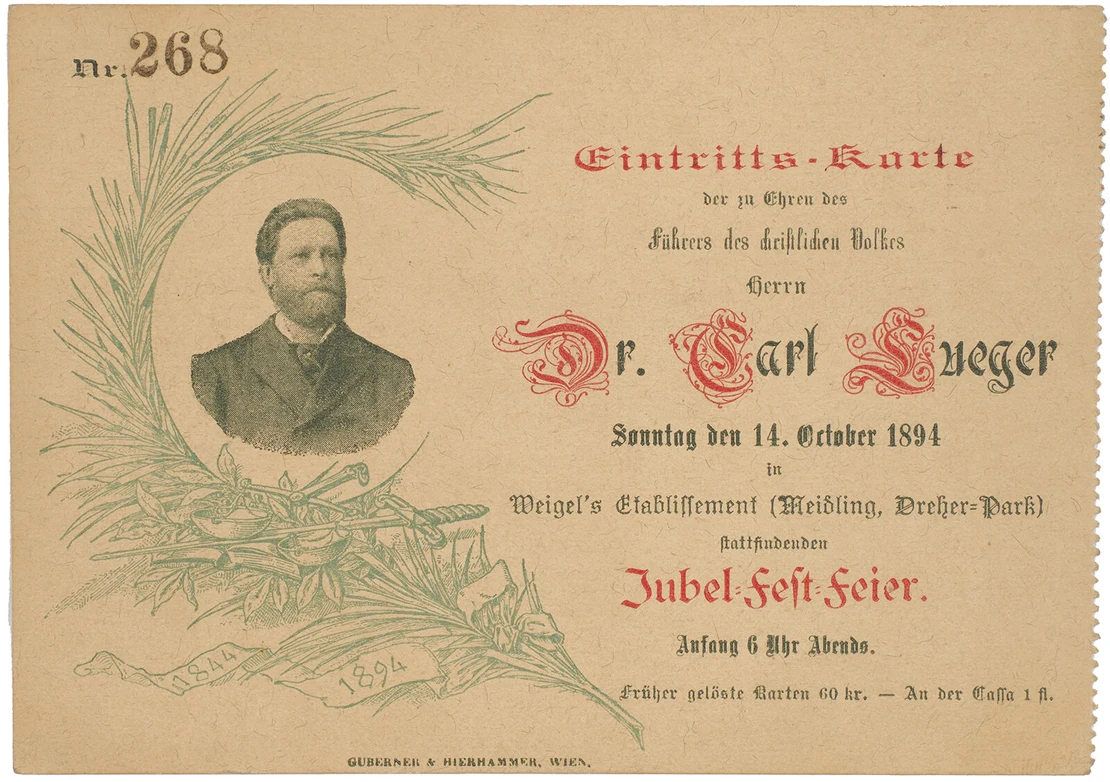 Nr. 268
Eintritts-Karte
der zu Ehren des
Führers des christlichen Volkes
Herrn
Dr. Carl Lueger
Sonntag den 14. October 1894
in
Weigel's Etablissement (Meidling, Dreher-Park)
stattfindenden
Jubel-Fest-Feier.
Anfang 6 Uhr Abends.
Früher gelöste Karten 60 kr. — An der Cassa 1 fl.
1844
1894
GUBERNER & HIERHAMMER, WIEN.